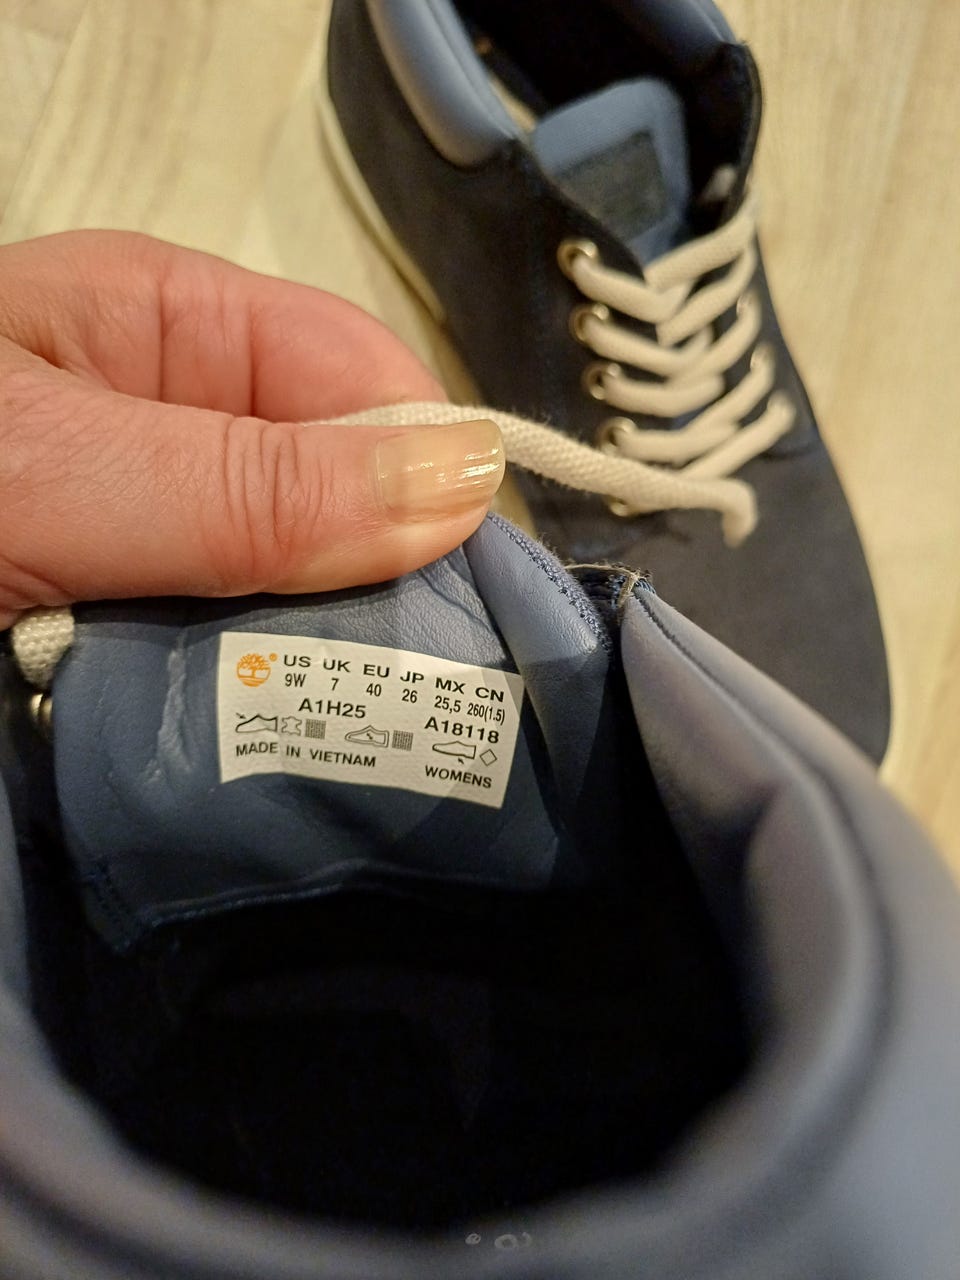 US UK EU JP MX CN
9W 7 40 26 25,5 260(1.5)
A1H25 A18118
MADE IN VIETNAM WOMENS